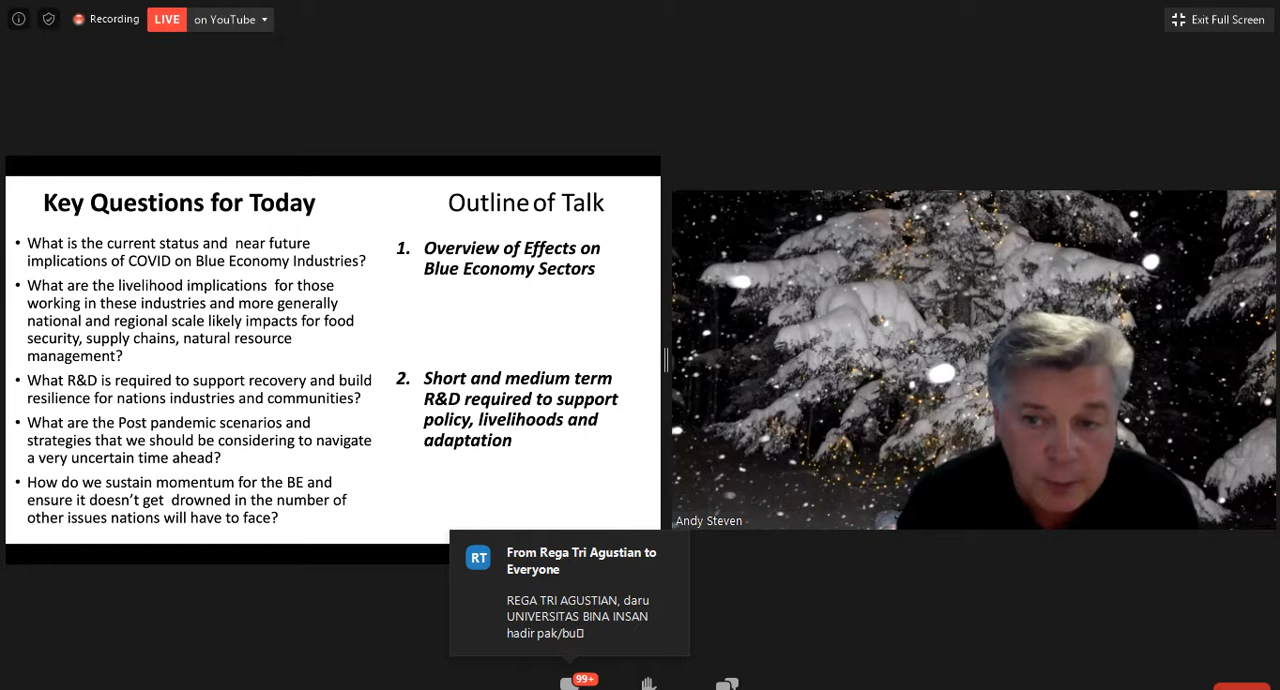 Recording
LIVE
on YouTube
Exit Full Screen
Key Questions for Today
• What is the current status and near future
implications of COVID on Blue Economy Industries?
• What are the livelihood implications for those
working in these industries and more generally
national and regional scale likely impacts for food
security, supply chains, natural resource
management?
• What R&D is required to support recovery and build
resilience for nations industries and communities?
• What are the Post pandemic scenarios and
strategies that we should be considering to navigate
a very uncertain time ahead?
• How do we sustain momentum for the BE and
ensure it doesn’t get drowned in the number of
other issues nations will have to face?
Outline of Talk
1. Overview of Effects on
Blue Economy Sectors
2. Short and medium term
R&D required to support
policy, livelihoods and
adaptation
Andy Steven
RT
From Rega Tri Agustian to
Everyone
REGA TRI AGUSTIAN, daru
UNIVERSITAS BINA INSAN
hadir pak/bu
99+